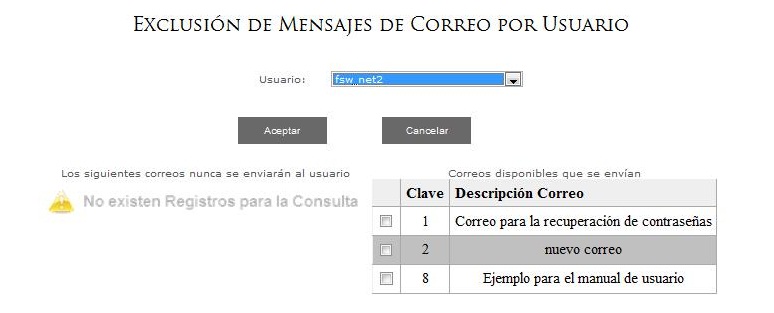 Exclusión de Mensajes de Correo por Usuario
Usuario: fsw_net2
Aceptar Cancelar
Los siguientes correos nunca se enviarán al usuario
No existen Registros para la Consulta
Correos disponibles que se envían
Clave Descripción Correo
1 Correo para la recuperación de contraseñas
2 nuevo correo
8 Ejemplo para el manual de usuario